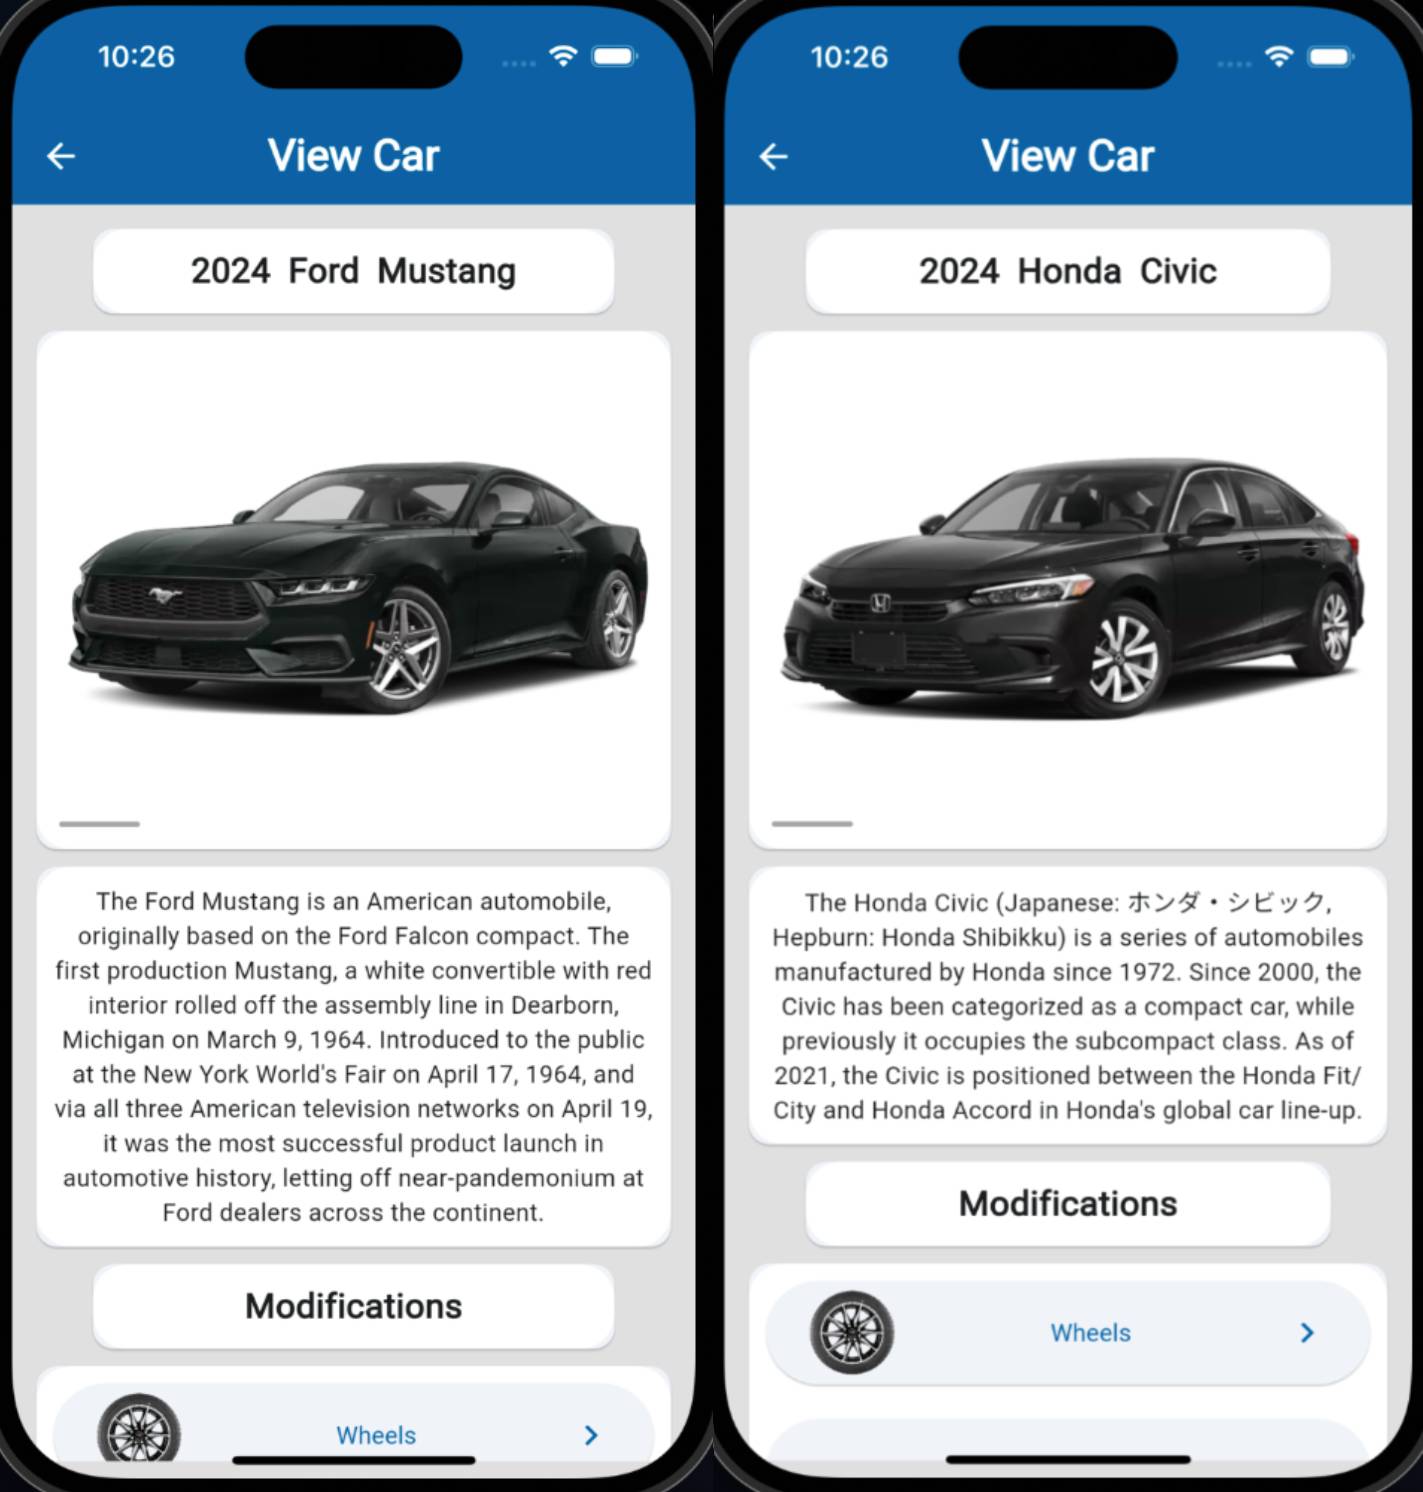 10:26
View Car
2024 Ford Mustang
The Ford Mustang is an American automobile,
originally based on the Ford Falcon compact. The
first production Mustang, a white convertible with red
interior rolled off the assembly line in Dearborn,
Michigan on March 9, 1964. Introduced to the public
at the New York World's Fair on April 17, 1964, and
via all three American television networks on April 19,
it was the most successful product launch in
automotive history, letting off near-pandemonium at
Ford dealers across the continent.
Modifications
Wheels
10:26
View Car
2024 Honda Civic
The Honda Civic (Japanese: ホンダ・シビック,
Hepburn: Honda Shibikku) is a series of automobiles
manufactured by Honda since 1972. Since 2000, the
Civic has been categorized as a compact car, while
previously it occupies the subcompact class. As of
2021, the Civic is positioned between the Honda Fit/
City and Honda Accord in Honda's global car line-up.
Modifications
Wheels